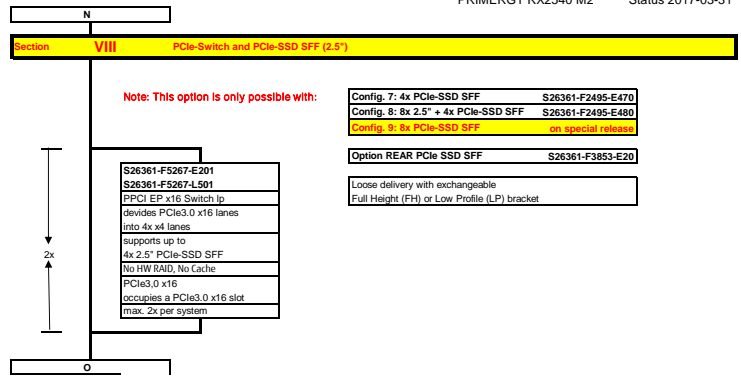 PRIMERGY RX2540 M2 Status 2017-03-31
N
Section VIII PCIe-Switch and PCIe-SSD SFF (2.5")
Note: This option is only possible with:
Config. 7: 4x PCIe-SSD SFF S26361-F2495-E470
Config. 8: 8x 2.5" + 4x PCIe-SSD SFF S26361-F2495-E480
Config. 9: 8x PCIe-SSD SFF on special release
Option REAR PCIe SSD SFF S26361-F3853-E20
S26361-F5267-E201
S26361-F5267-L501
PPCI EP x16 Switch lp
devides PCIe3.0 x16 lanes
into 4x x4 lanes
supports up to
4x 2.5" PCIe-SSD SFF
No HW RAID, No Cache
PCIe3,0 x16
occupies a PCIe3.0 x16 slot
max. 2x per system
Loose delivery with exchangeable
Full Height (FH) or Low Profile (LP) bracket
2x
O